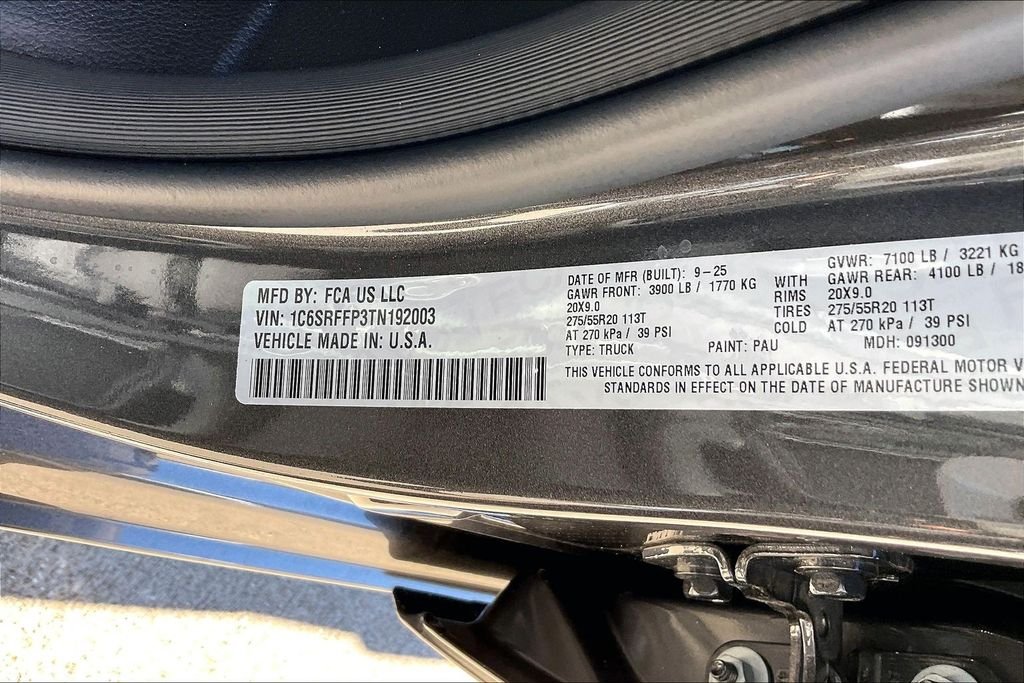 MFD BY: FCA US LLC
VIN: 1C6SRFFP3TN192003
VEHICLE MADE IN: U.S.A.
DATE OF MFR (BUILT): 9-25
GAWR FRONT: 3900 LB / 1770 KG
20X9.0
275/55R20 113T
AT 270 kPa / 39 PSI
TYPE: TRUCK
PAINT: PAU
WITH
RIMS
TIRES
COLD
GVWR: 7100 LB / 3221 KG
GAWR REAR: 4100 LB / 18
20X9.0
275/55R20 113T
AT 270 kPa / 39 PSI
MDH: 091300
THIS VEHICLE CONFORMS TO ALL APPLICABLE U.S.A. FEDERAL MOTOR V
STANDARDS IN EFFECT ON THE DATE OF MANUFACTURE SHOWN